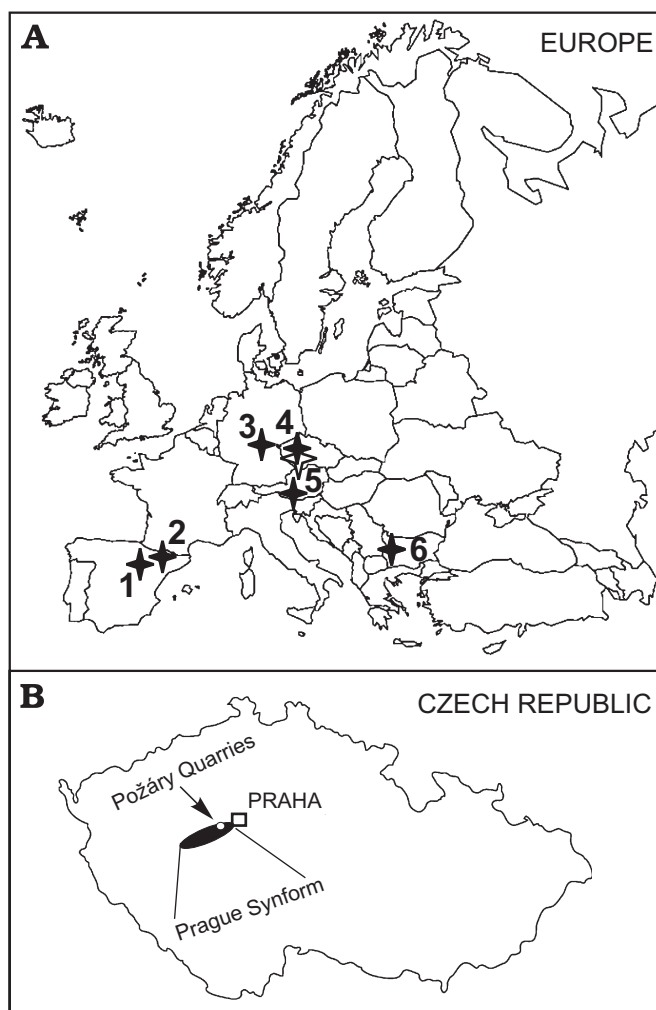 A
EUROPE
3
4
5
2
1
6
B
CZECH REPUBLIC
Požáry Quarries
PRAHA
Prague Synform